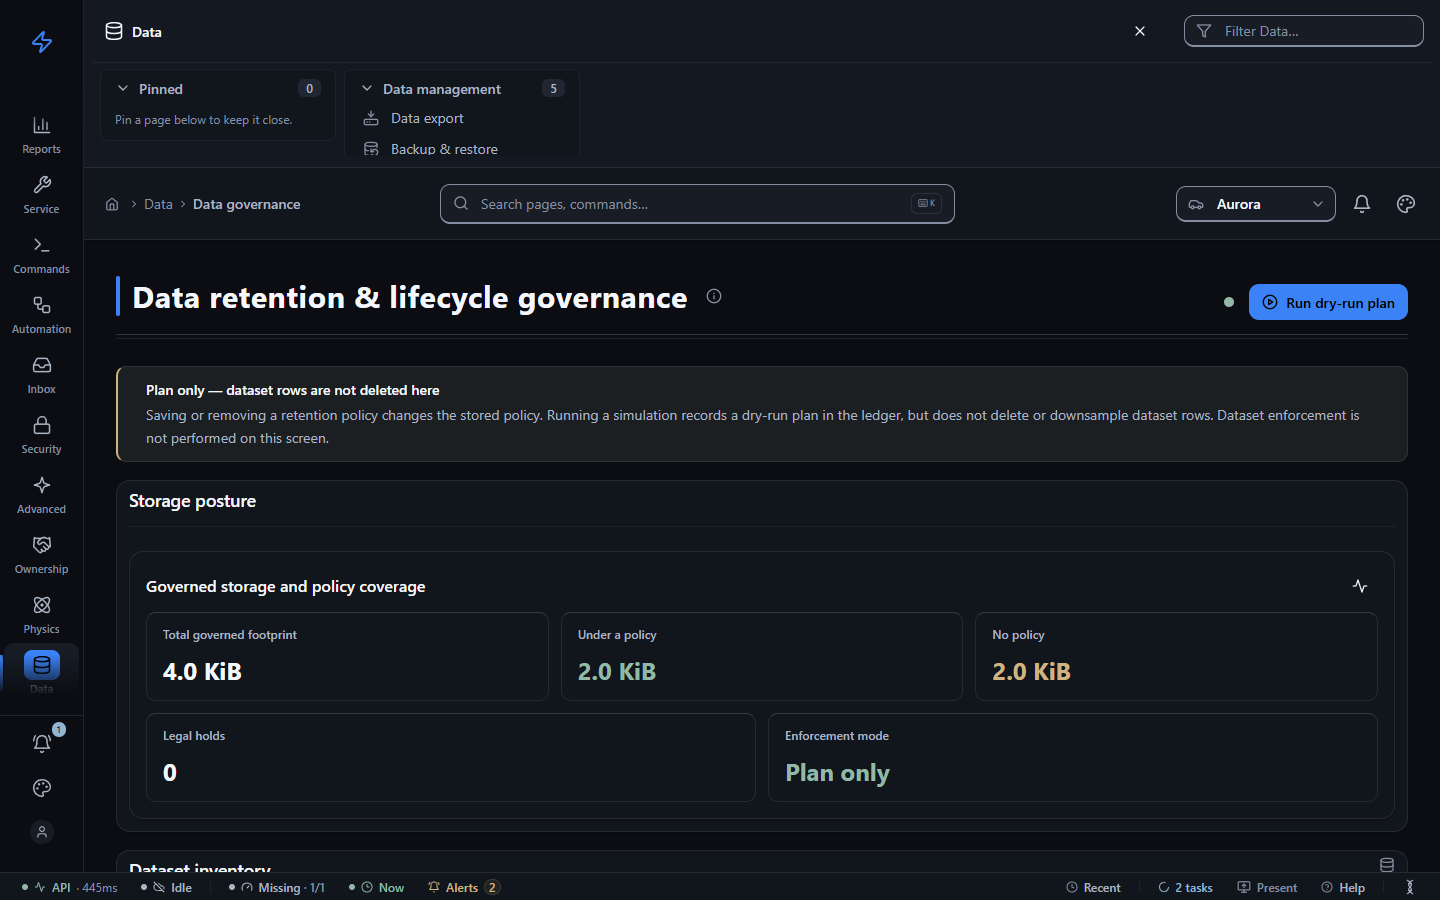 Data
Filter Data...
Pinned
0
Pin a page below to keep it close.
Data management
5
Data export
Backup & restore
Reports
Service
Commands
Automation
Inbox
Security
Advanced
Ownership
Physics
Data
1
Data
Data governance
Search pages, commands...
K
Aurora
Data retention & lifecycle governance
Run dry-run plan
Plan only — dataset rows are not deleted here
Saving or removing a retention policy changes the stored policy. Running a simulation records a dry-run plan in the ledger, but does not delete or downsample dataset rows. Dataset enforcement is
not performed on this screen.
Storage posture
Governed storage and policy coverage
Total governed footprint
4.0 KiB
Under a policy
2.0 KiB
No policy
2.0 KiB
Legal holds
0
Enforcement mode
Plan only
Dataset inventory
API · 445ms
Idle
Missing · 1/1
Now
Alerts 2
Recent
2 tasks
Present
Help